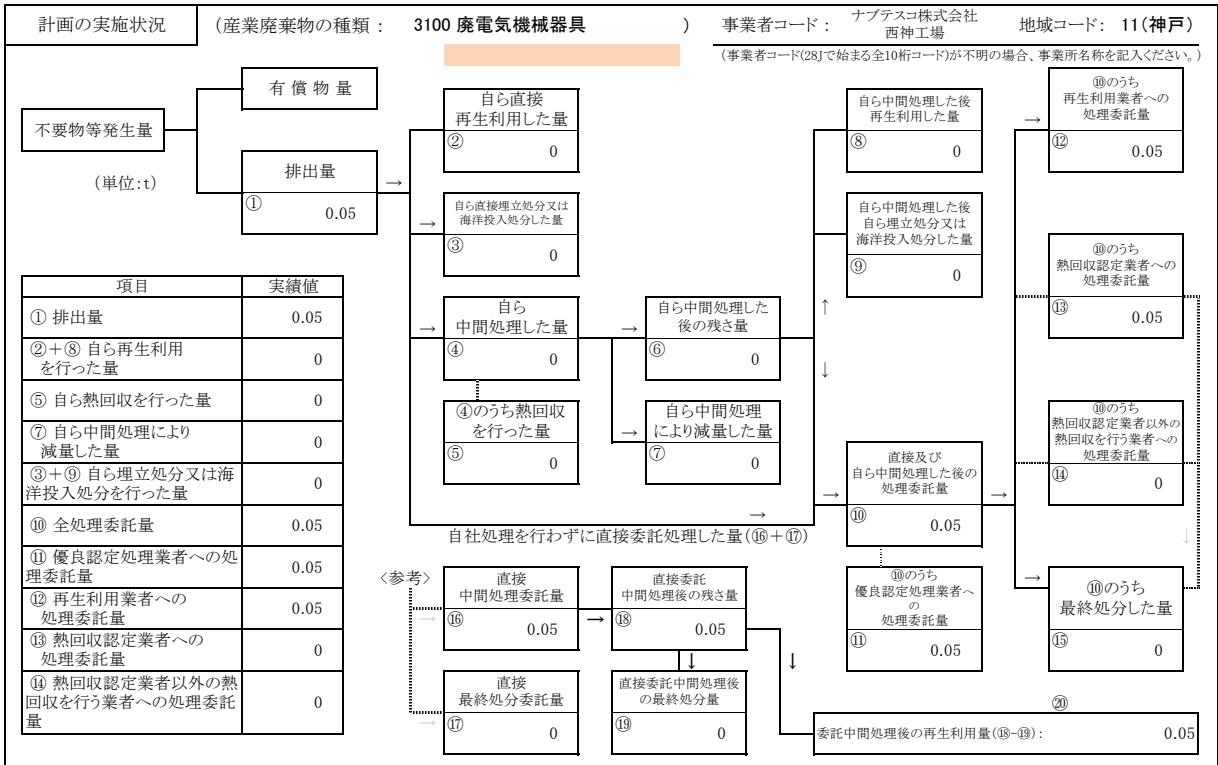 計画の実施状況 (産業廃棄物の種類： 3100 廃電気機械器具 ) 事業者コード： ナブテスコ株式会社 地域コード： 11(神戸)
西神工場
(事業者コード(28Jで始まる全10桁コード)が不明の場合、事業所名称を記入ください。)
不要物等発生量
(単位:t)
有償物量
排出量
①
0.05
→
自ら直接
再生利用した量
②
0
→
自ら直接埋立処分又は
海洋投入処分した量
③
0
→
自ら
中間処理した量
④
0
④のうち熱回収
を行った量
⑤
0
→
自ら中間処理した
後の残さ量
⑥
0
→
自ら中間処理
により減量した量
⑦
0
自ら中間処理した後
再生利用した量
⑧
0
自ら中間処理した後
自ら埋立処分又は
海洋投入処分した量
⑨
0
↑
↓
→
自社処理を行わずに直接委託処理した量(⑯+⑰)
→
直接及び
自ら中間処理した後の
処理委託量
⑩
0.05
→
⑩のうち
優良認定処理業者へ
の
処理委託量
⑪
0.05
→
⑩のうち
再生利用業者への
処理委託量
⑫
0.05
⑩のうち
熱回収認定業者への
処理委託量
⑬
0.05
⑩のうち
熱回収認定業者以外の
熱回収を行う業者への
処理委託量
⑭
0
↓
→
⑩のうち
最終処分した量
⑮
0
項目 実績値
① 排出量 0.05
②+⑧ 自ら再生利用
を行った量 0
⑤ 自ら熱回収を行った量 0
⑦ 自ら中間処理により
減量した量 0
③+⑨ 自ら埋立処分又は海
洋投入処分を行った量 0
⑩ 全処理委託量 0.05
⑪ 優良認定処理業者への処
理委託量 0.05
⑫ 再生利用業者への
処理委託量 0.05
⑬ 熱回収認定業者への
処理委託量 0
⑭ 熱回収認定業者以外の熱
回収を行う業者への処理委託
量 0
〈参考〉
→
直接
中間処理委託量
⑯
0.05
→
直接委託
中間処理後の残さ量
⑱
0.05
→
直接
最終処分委託量
⑰
0
↓
直接委託中間処理後
の最終処分量
⑲
0
↓
⑳
委託中間処理後の再生利用量(⑱-⑲)： 0.05